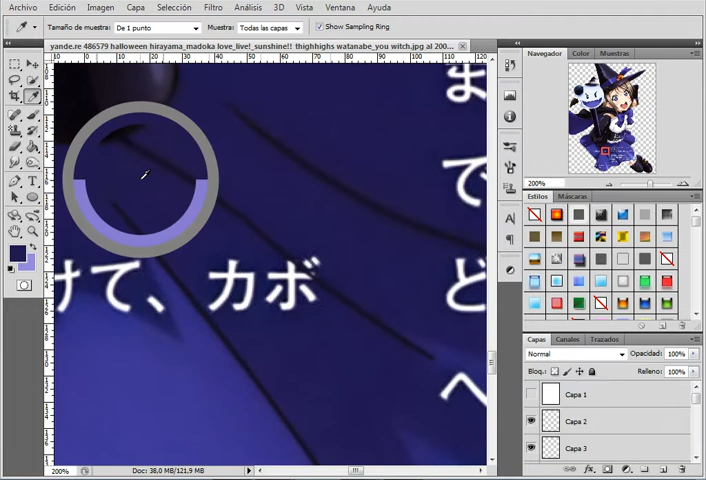 Archivo Edición Imagen Capa Selección Filtro Análisis 3D Vista Ventana Ayuda
Tamaño de muestra: De 1 punto Muestra: Todas las capas Show Sampling Ring
yande.re 486579 halloween hirayama_madoka love_live!_sunshine!! thighhighs watanabe_you witch.jpg al 200...
Navegador Color Muestras
200%
Estilos Máscaras
ま
で
けて、カボ
ど
へ
Capas Canales Trazados
Normal Opacidad: 100%
Bloq.: Relleno: 100%
Capa 1
Capa 2
Capa 3
200% Doc: 38,0 MB/121,9 MB